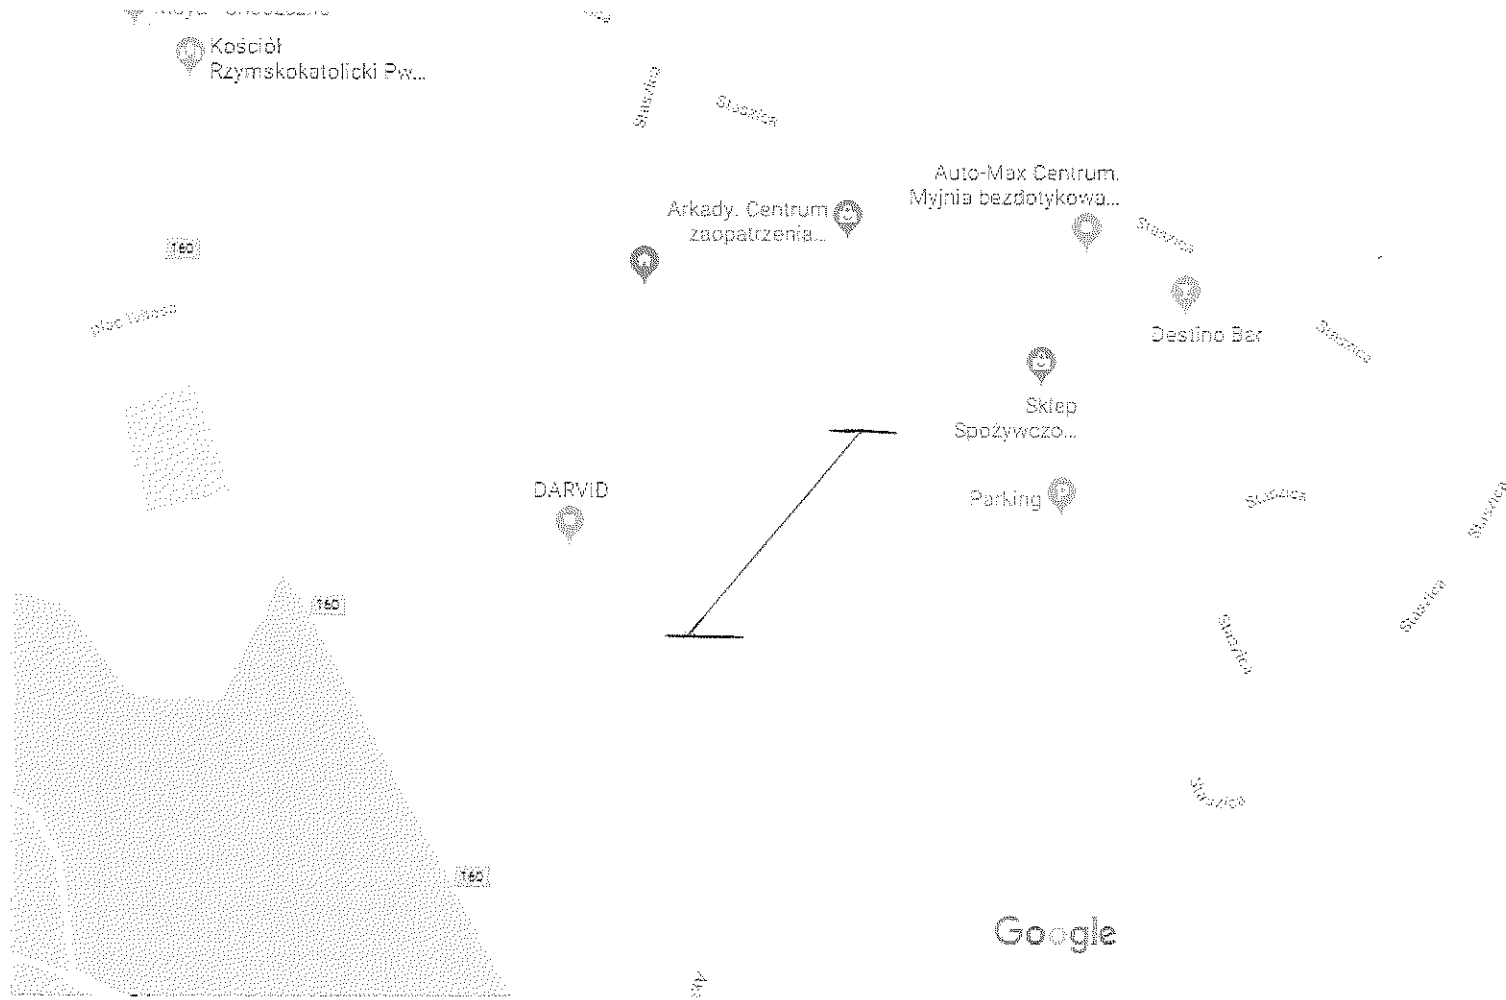 Kościół
Rzymskokatolicki Pw...
Staszica
Staszica
Auto-Max Centrum.
Myjnia bezdotykowa...
Arkady. Centrum
zaopatrzenia...
Staszica
160
Destino Bar
Staszica
Sklep
Spożywczo...
DARVID
Parking
Staszica
Staszica
160
Staszica
Staszica
Staszica
160
Google